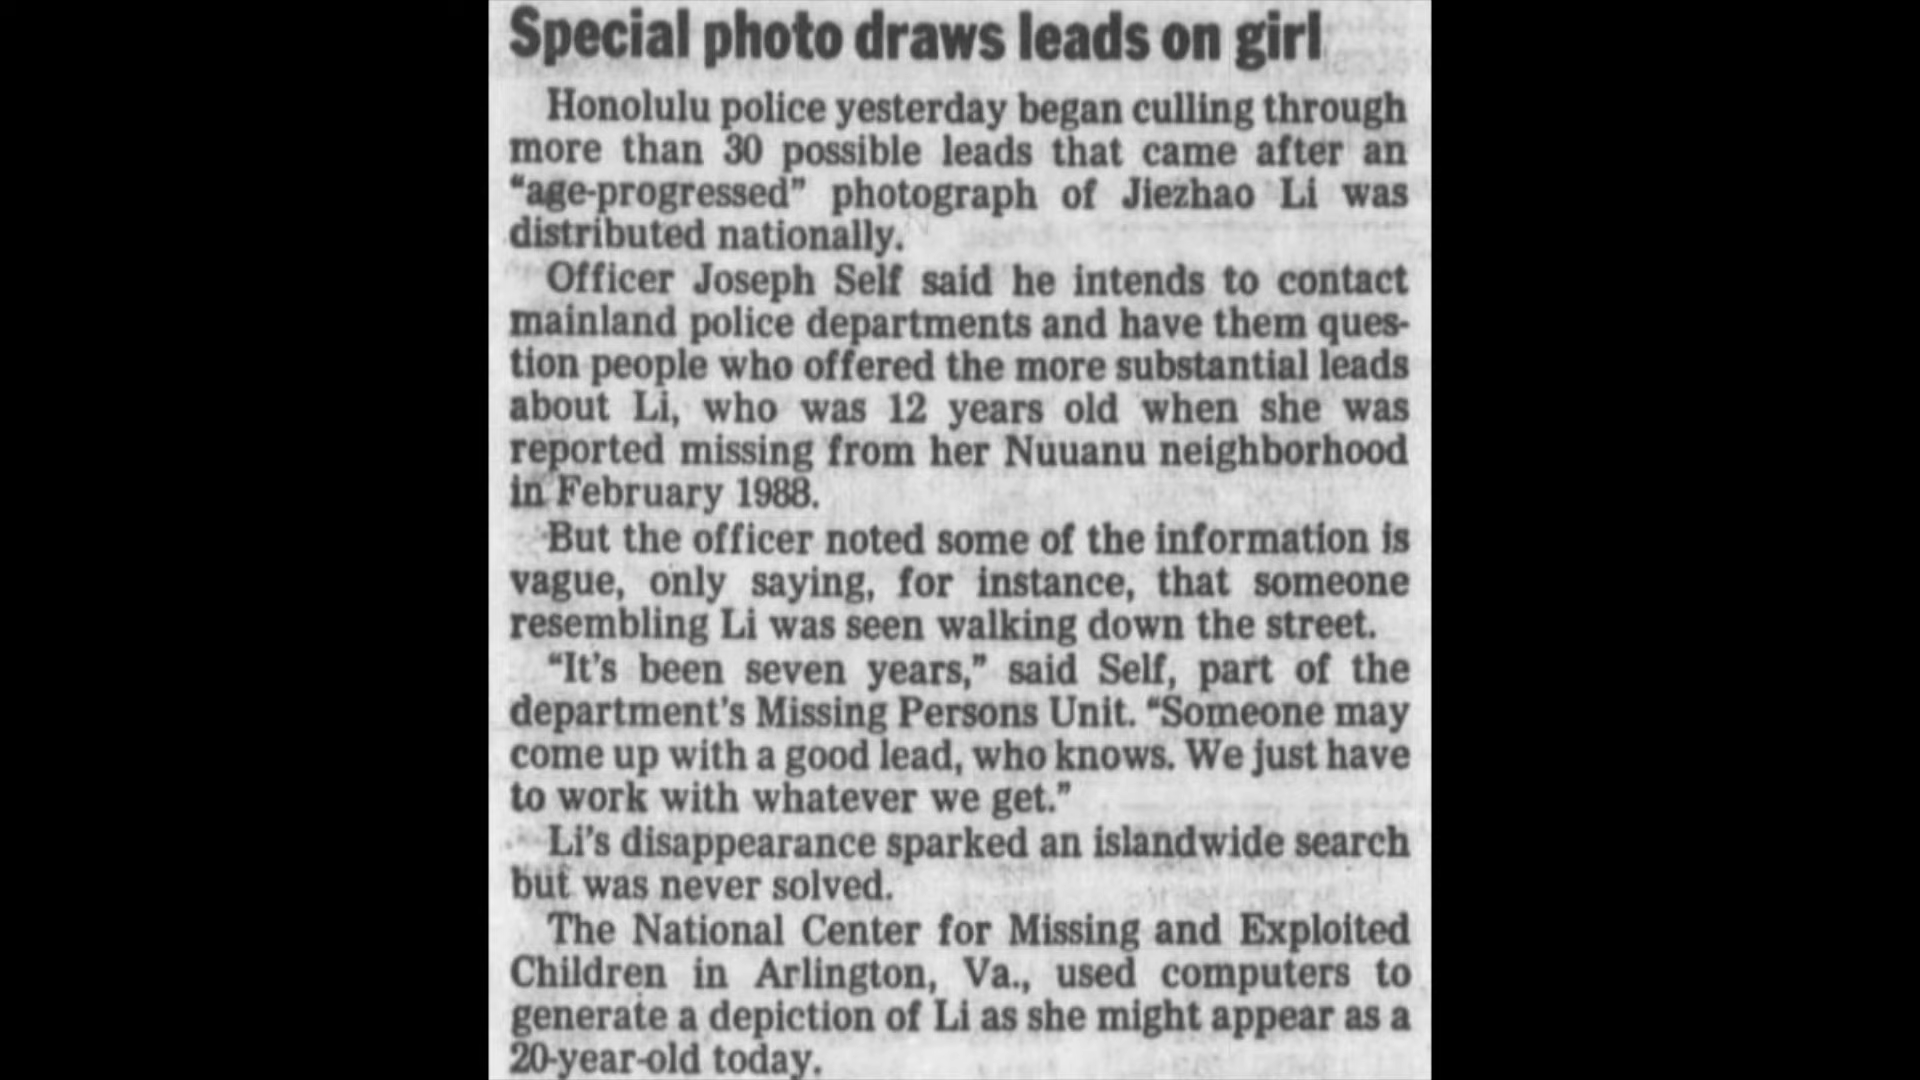 Special photo draws leads on girl
Honolulu police yesterday began culling through
more than 30 possible leads that came after an
“age-progressed” photograph of Jiezhao Li was
distributed nationally.
Officer Joseph Self said he intends to contact
mainland police departments and have them ques-
tion people who offered the more substantial leads
about Li, who was 12 years old when she was
reported missing from her Nuuanu neighborhood
in February 1988.
But the officer noted some of the information is
vague, only saying, for instance, that someone
resembling Li was seen walking down the street.
“It's been seven years,” said Self, part of the
department's Missing Persons Unit. “Someone may
come up with a good lead, who knows. We just have
to work with whatever we get.”
Li's disappearance sparked an islandwide search
but was never solved.
The National Center for Missing and Exploited
Children in Arlington, Va., used computers to
generate a depiction of Li as she might appear as a
20-year-old today.